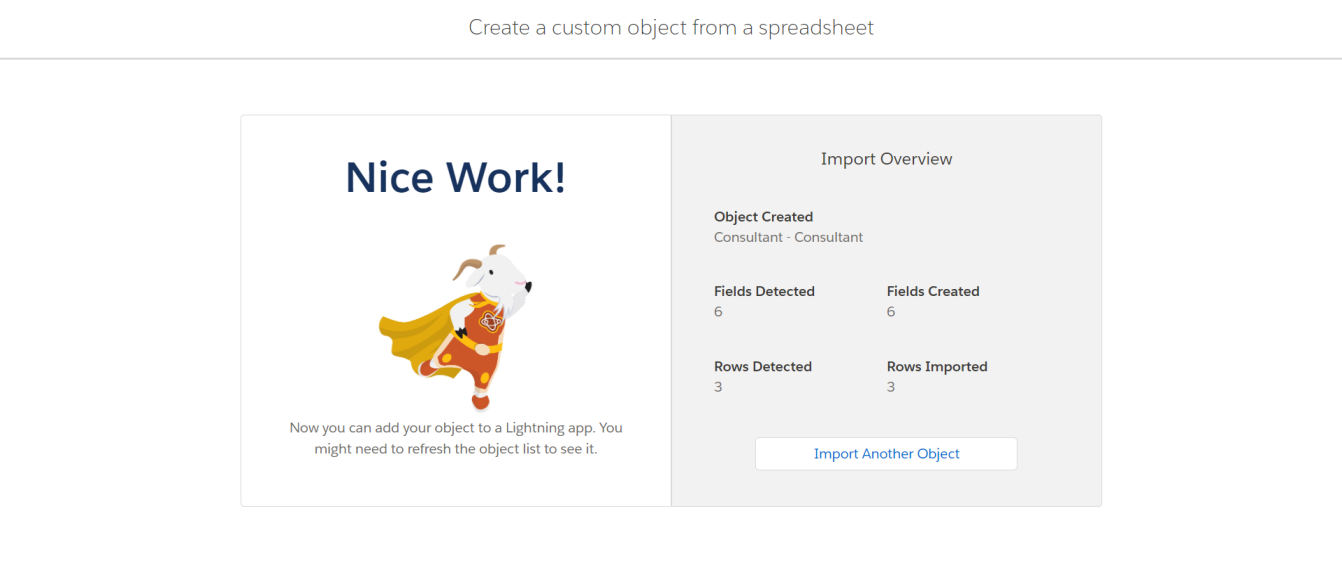 Create a custom object from a spreadsheet
Nice Work!
Now you can add your object to a Lightning app. You
might need to refresh the object list to see it.
Import Overview
Object Created
Consultant - Consultant
Fields Detected
6
Fields Created
6
Rows Detected
3
Rows Imported
3
Import Another Object